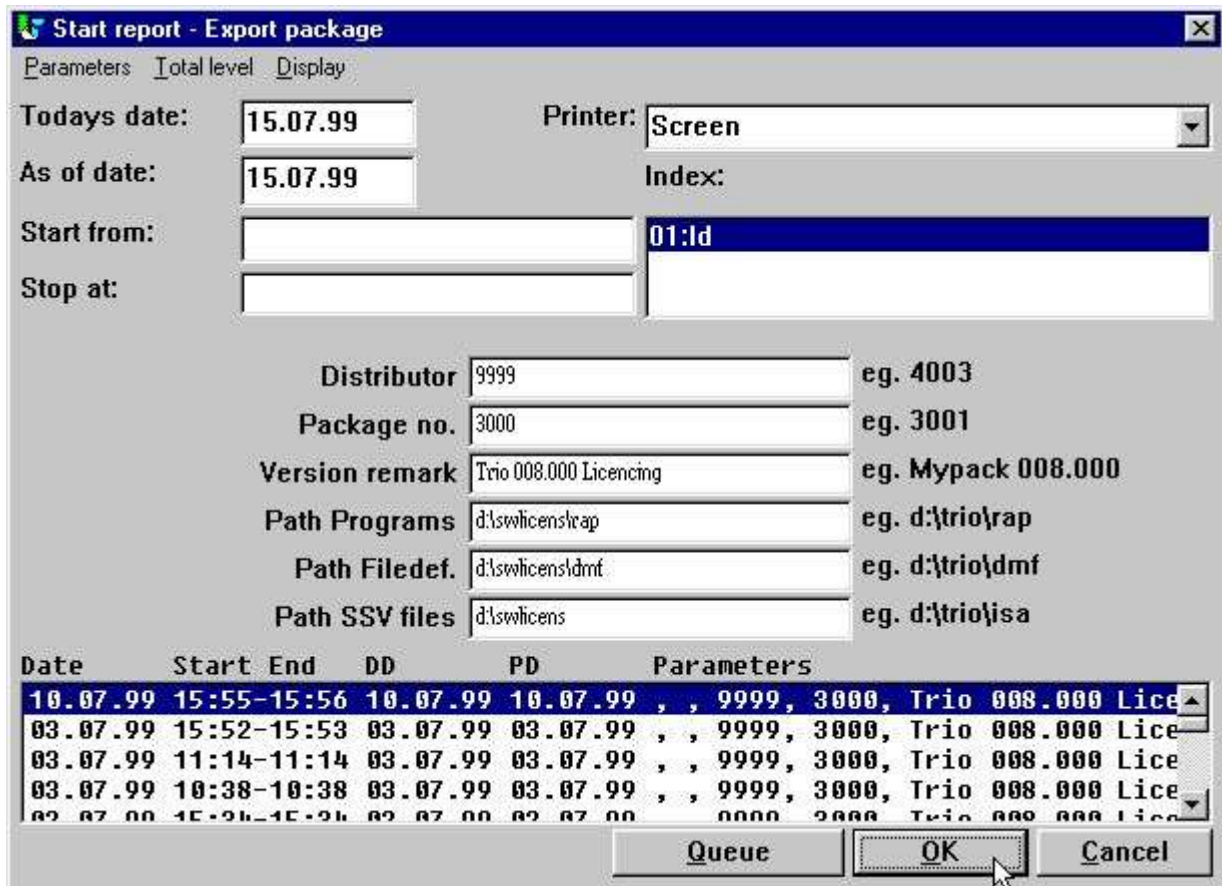 Start report - Export package
Parameters Total level Display
Todays date: 15.07.99 Printer: Screen
As of date: 15.07.99 Index:
Start from: 01:Id
Stop at:
Distributor 9999 eg. 4003
Package no. 3000 eg. 3001
Version remark Trio 008.000 Licencing eg. Mypack 008.000
Path Programs d:\swlicens\rap eg. d:\trio\rap
Path Filedef. d:\swlicens\dmf eg. d:\trio\dmf
Path SSV files d:\swlicens eg. d:\trio\isa
Date Start End DD PD Parameters
10.07.99 15:55-15:56 10.07.99 10.07.99 , , 9999, 3000, Trio 008.000 Lice
03.07.99 15:52-15:53 03.07.99 03.07.99 , , 9999, 3000, Trio 008.000 Lice
03.07.99 11:14-11:14 03.07.99 03.07.99 , , 9999, 3000, Trio 008.000 Lice
03.07.99 10:38-10:38 03.07.99 03.07.99 , , 9999, 3000, Trio 008.000 Lice
Queue OK Cancel